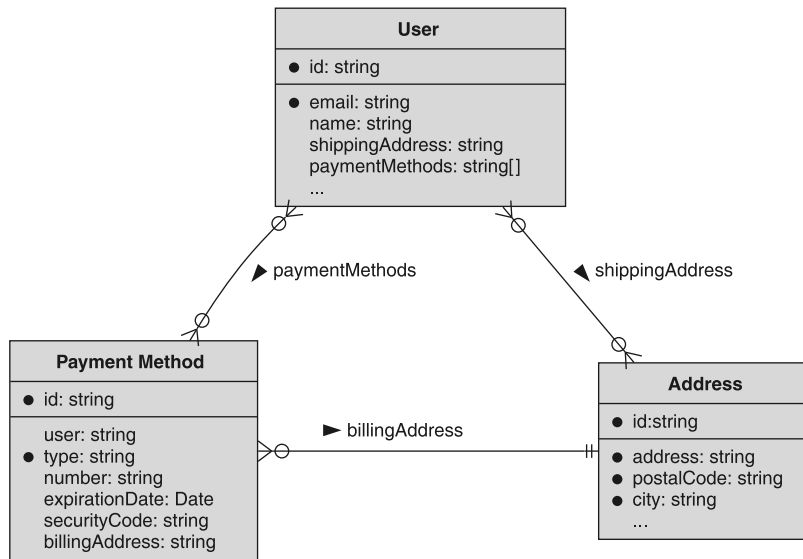 User
● id: string
● email: string
name: string
shippingAddress: string
paymentMethods: string[]
...
paymentMethods
shippingAddress
Payment Method
● id: string
user: string
● type: string
number: string
expirationDate: Date
securityCode: string
billingAddress: string
billingAddress
Address
● id:string
● address: string
● postalCode: string
● city: string
...